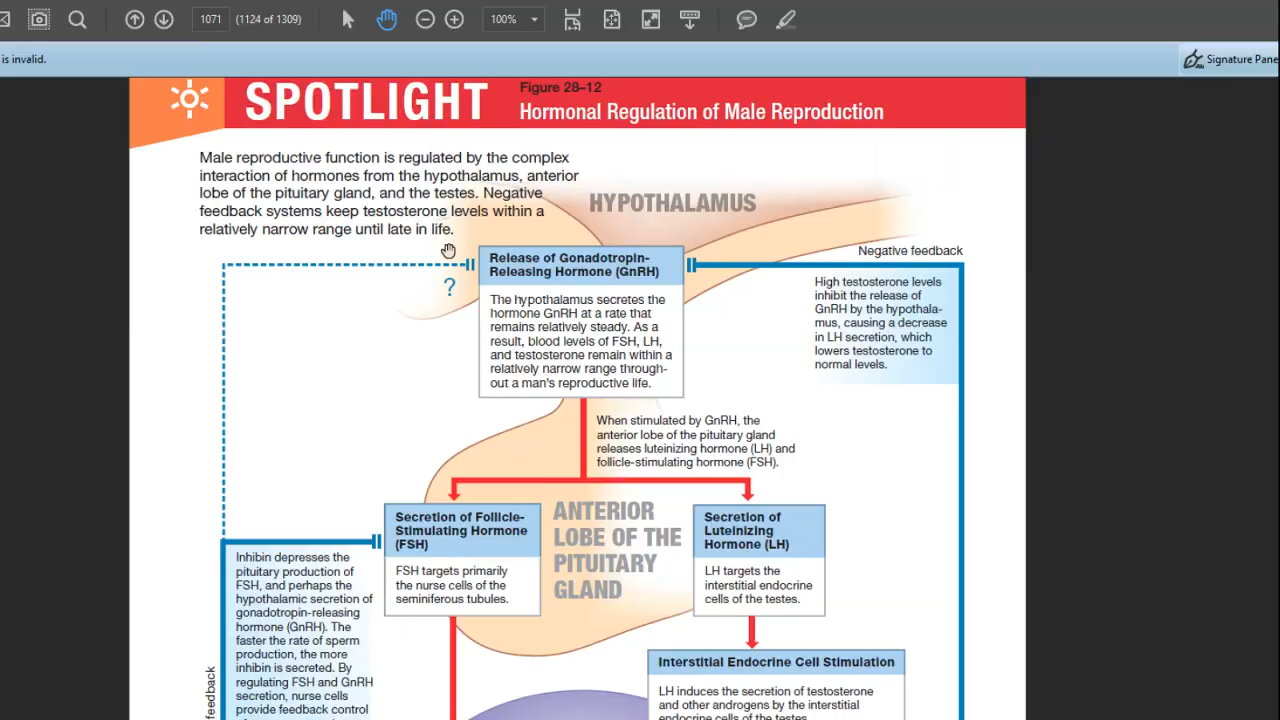 1071
(1124 of 1309)
100%
is invalid.
Signature Pane
SPOTLIGHT
Figure 28–12
Hormonal Regulation of Male Reproduction
Male reproductive function is regulated by the complex
interaction of hormones from the hypothalamus, anterior
lobe of the pituitary gland, and the testes. Negative
feedback systems keep testosterone levels within a
relatively narrow range until late in life.
HYPOTHALAMUS
Release of Gonadotropin-
Releasing Hormone (GnRH)
The hypothalamus secretes the
hormone GnRH at a rate that
remains relatively steady. As a
result, blood levels of FSH, LH,
and testosterone remain within a
relatively narrow range through-
out a man's reproductive life.
?
Negative feedback
High testosterone levels
inhibit the release of
GnRH by the hypothala-
mus, causing a decrease
in LH secretion, which
lowers testosterone to
normal levels.
When stimulated by GnRH, the
anterior lobe of the pituitary gland
releases luteinizing hormone (LH) and
follicle-stimulating hormone (FSH).
Secretion of Follicle-
Stimulating Hormone
(FSH)
FSH targets primarily
the nurse cells of the
seminiferous tubules.
ANTERIOR
LOBE OF THE
PITUITARY
GLAND
Secretion of
Luteinizing
Hormone (LH)
LH targets the
interstitial endocrine
cells of the testes.
Inhibin depresses the
pituitary production of
FSH, and perhaps the
hypothalamic secretion of
gonadotropin-releasing
hormone (GnRH). The
faster the rate of sperm
production, the more
inhibin is secreted. By
regulating FSH and GnRH
secretion, nurse cells
provide feedback control
feedback
Interstitial Endocrine Cell Stimulation
LH induces the secretion of testosterone
and other androgens by the interstitial
endocrine cells of the testes.